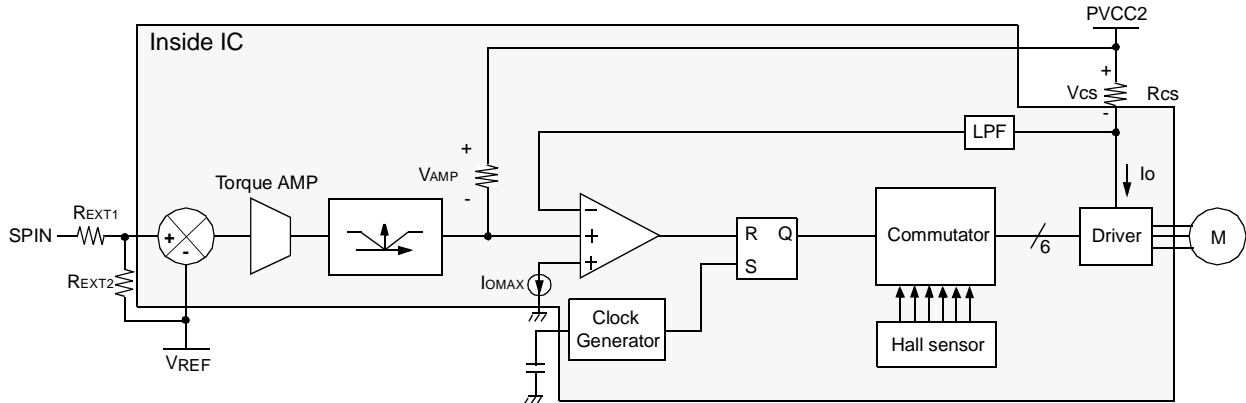 PVCC2
Inside IC
+
Vcs
-
Rcs
LPF
+
VAMP
-
Torque AMP
Io
REXT1
SPIN
+
-
REXT2
VREF
−
+
+
IOMAX
R Q
S
Commutator
6
Driver
M
Clock
Generator
Hall sensor